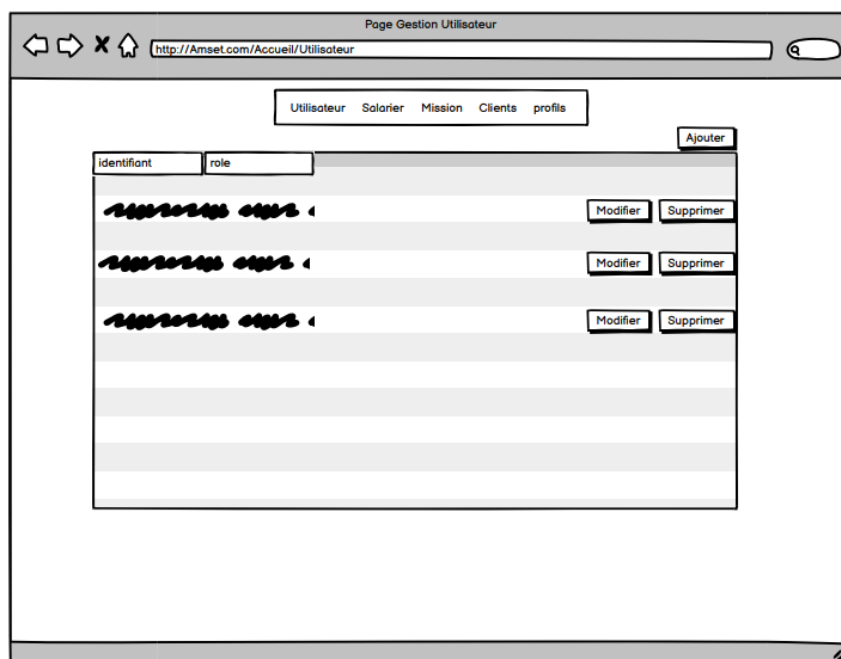 Page Gestion Utilisateur
http://Amset.com/Accueil/Utilisateur
Utilisateur Salarier Mission Clients profils
Ajouter
identifiant role
Modifier Supprimer
Modifier Supprimer
Modifier Supprimer